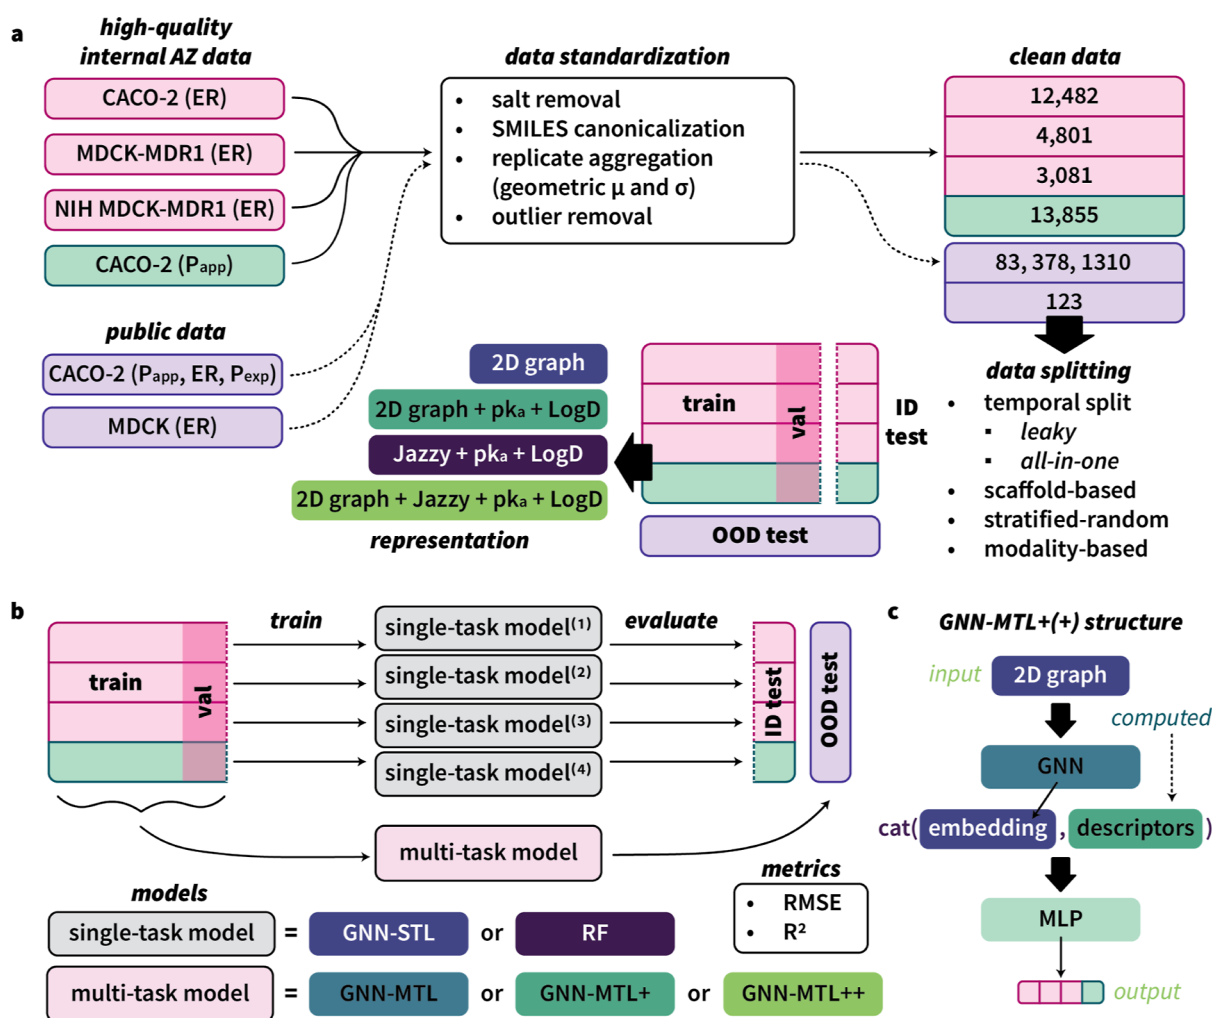 a
high-quality
internal AZ data
CACO-2 (ER)
MDCK-MDR1 (ER)
NIH MDCK-MDR1 (ER)
CACO-2 (Papp)
public data
CACO-2 (Papp, ER, Pexp)
MDCK (ER)
data standardization
• salt removal
• SMILES canonicalization
• replicate aggregation
(geometric μ and σ)
• outlier removal
clean data
12,482
4,801
3,081
13,855
83, 378, 1310
123
data splitting
• temporal split
▪ leaky
▪ all-in-one
• scaffold-based
• stratified-random
• modality-based
train
val
ID
test
OOD test
2D graph
2D graph + pka + LogD
Jazzy + pka + LogD
2D graph + Jazzy + pka + LogD
representation
b
train
val
train
single-task model(1)
single-task model(2)
single-task model(3)
single-task model(4)
multi-task model
evaluate
ID test
OOD test
metrics
• RMSE
• R²
models
single-task model = GNN-STL or RF
multi-task model = GNN-MTL or GNN-MTL+ or GNN-MTL++
c
GNN-MTL+(+) structure
input 2D graph
computed
GNN
cat( embedding , descriptors )
MLP
output